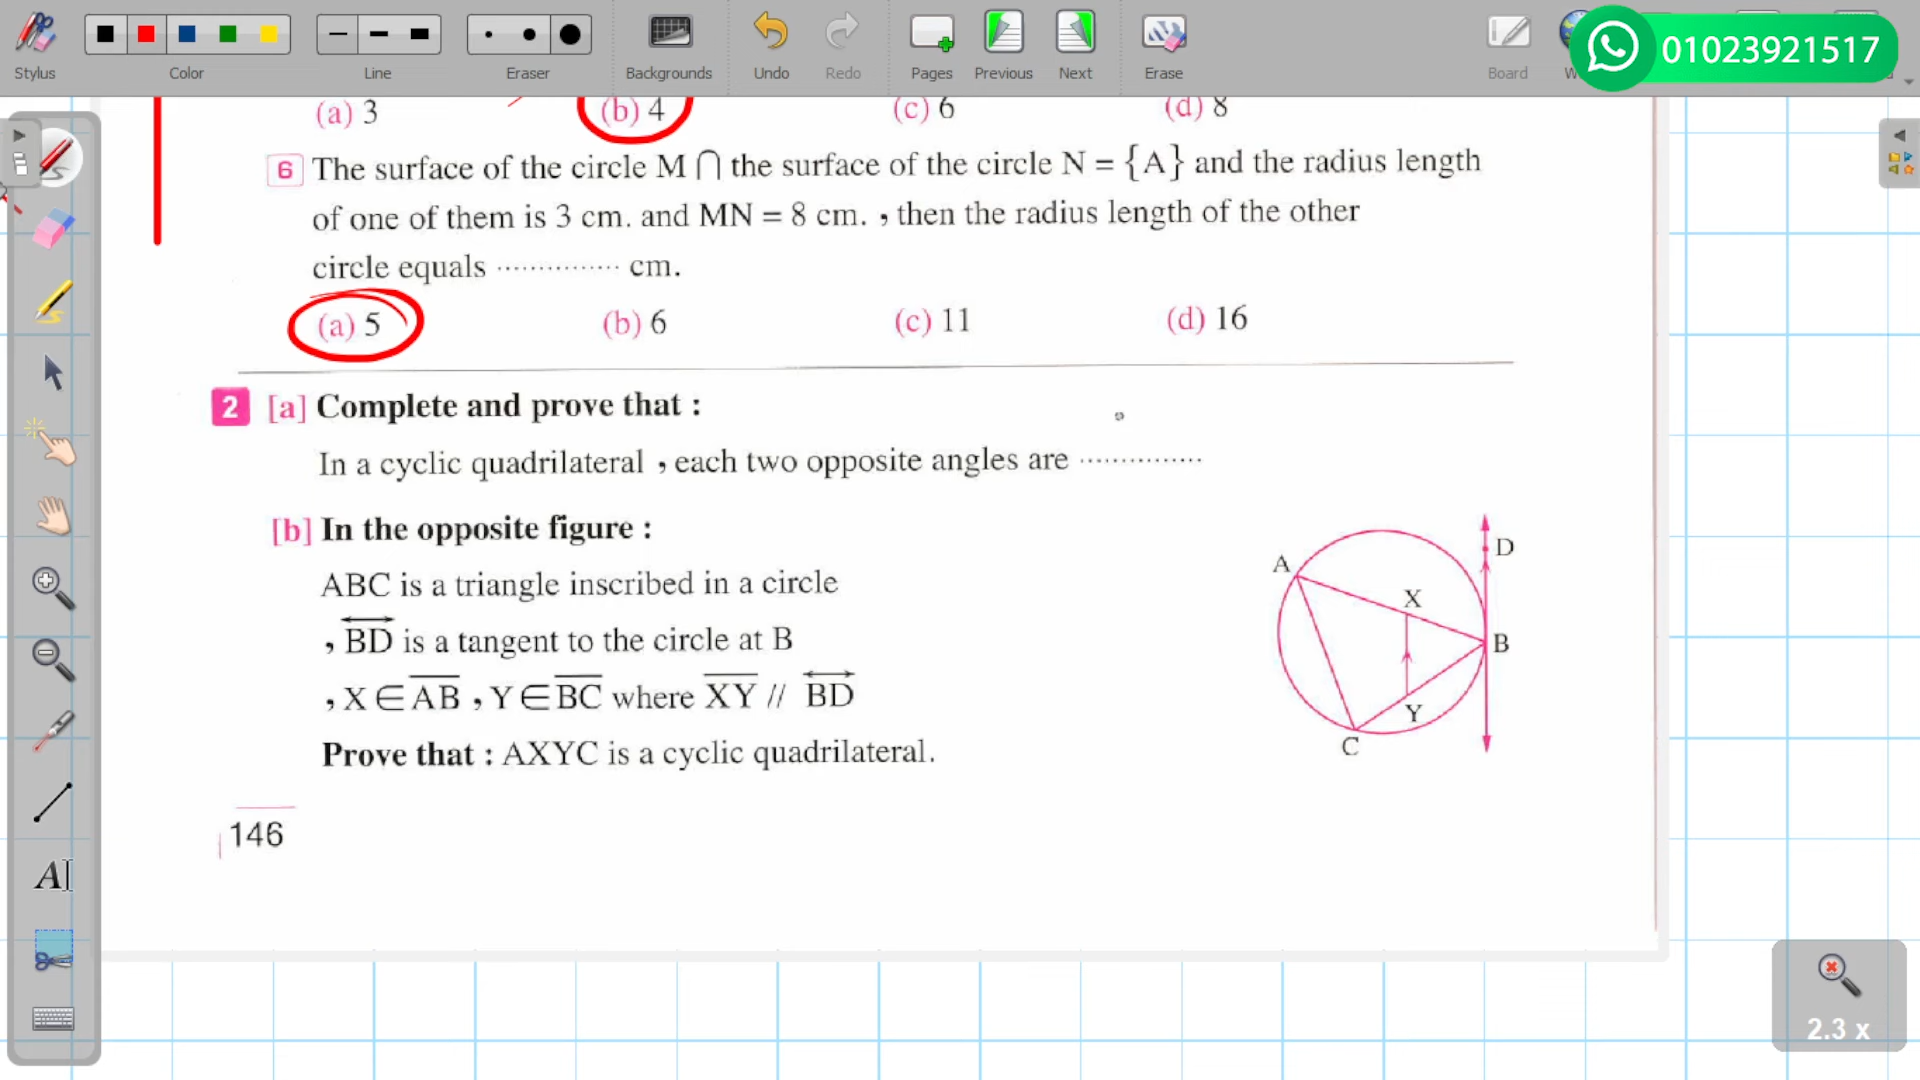 Stylus
Color
Line
Eraser
Backgrounds
Undo
Redo
Pages
Previous
Next
Erase
Board
01023921517
(a) 3 (b) 4 (c) 6 (d) 8
6 The surface of the circle M ∩ the surface of the circle N = {A} and the radius length
of one of them is 3 cm. and MN = 8 cm. , then the radius length of the other
circle equals ............... cm.
(a) 5 (b) 6 (c) 11 (d) 16
2 [a] Complete and prove that :
In a cyclic quadrilateral , each two opposite angles are ...............
[b] In the opposite figure :
ABC is a triangle inscribed in a circle
, BD is a tangent to the circle at B
, X ∈ AB , Y ∈ BC where XY // BD
Prove that : AXYC is a cyclic quadrilateral.
A
D
X
B
Y
C
146
2.3 x